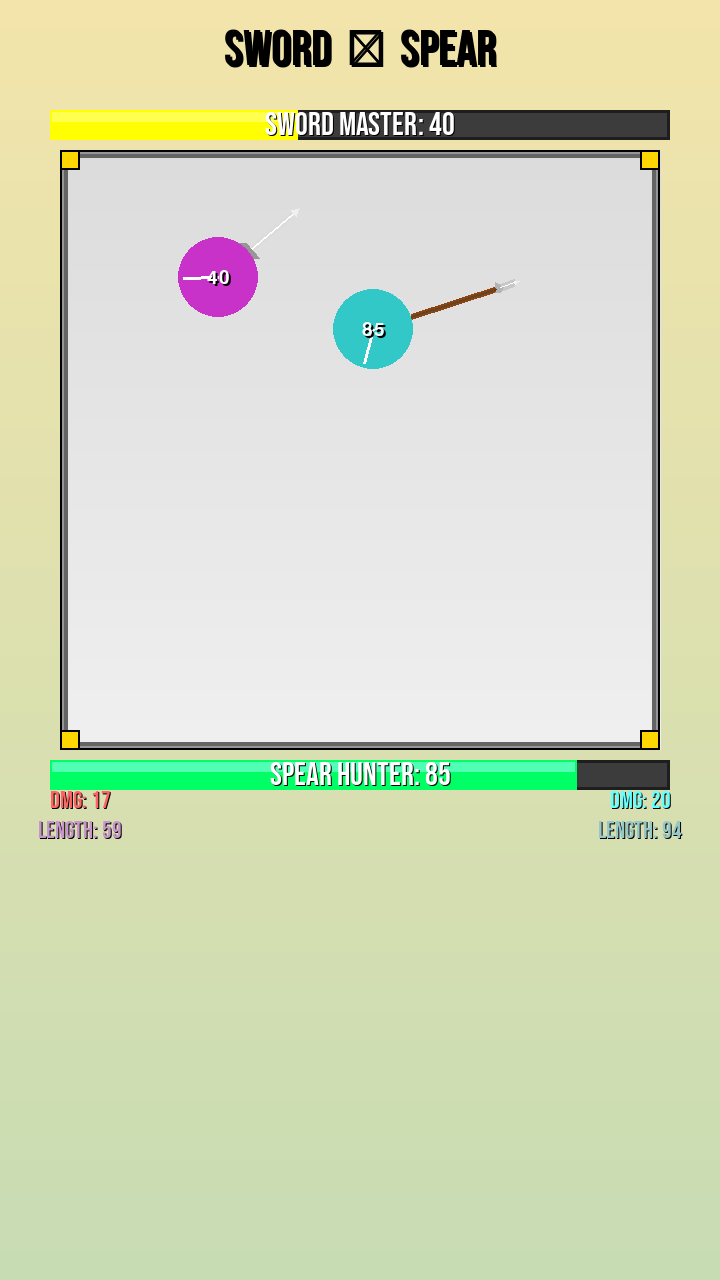 SWORD ☒ SPEAR
SWORD MASTER: 40
40
85
SPEAR HUNTER: 85
DMG: 17
DMG: 20
LENGTH: 59
LENGTH: 94